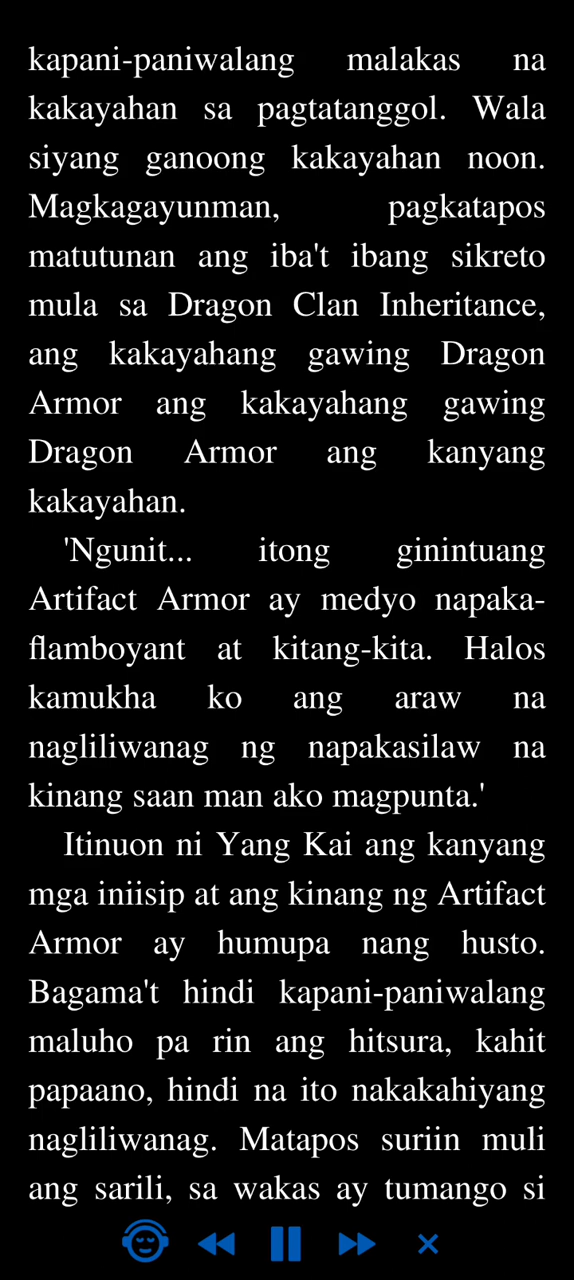 kapani-paniwalang malakas na
kakayahan sa pagtatanggol. Wala
siyang ganoong kakayahan noon.
Magkagayunman, pagkatapos
matutunan ang iba't ibang sikreto
mula sa Dragon Clan Inheritance,
ang kakayahang gawing Dragon
Armor ang kakayahang gawing
Dragon Armor ang kanyang
kakayahan.
'Ngunit... itong ginintuang
Artifact Armor ay medyo napaka-
flamboyant at kitang-kita. Halos
kamukha ko ang araw na
nagliliwanag ng napakasilaw na
kinang saan man ako magpunta.'
Itinuon ni Yang Kai ang kanyang
mga iniisip at ang kinang ng Artifact
Armor ay humupa nang husto.
Bagama't hindi kapani-paniwalang
maluho pa rin ang hitsura, kahit
papaano, hindi na ito nakakahiyang
nagliliwanag. Matapos suriin muli
ang sarili, sa wakas ay tumango si